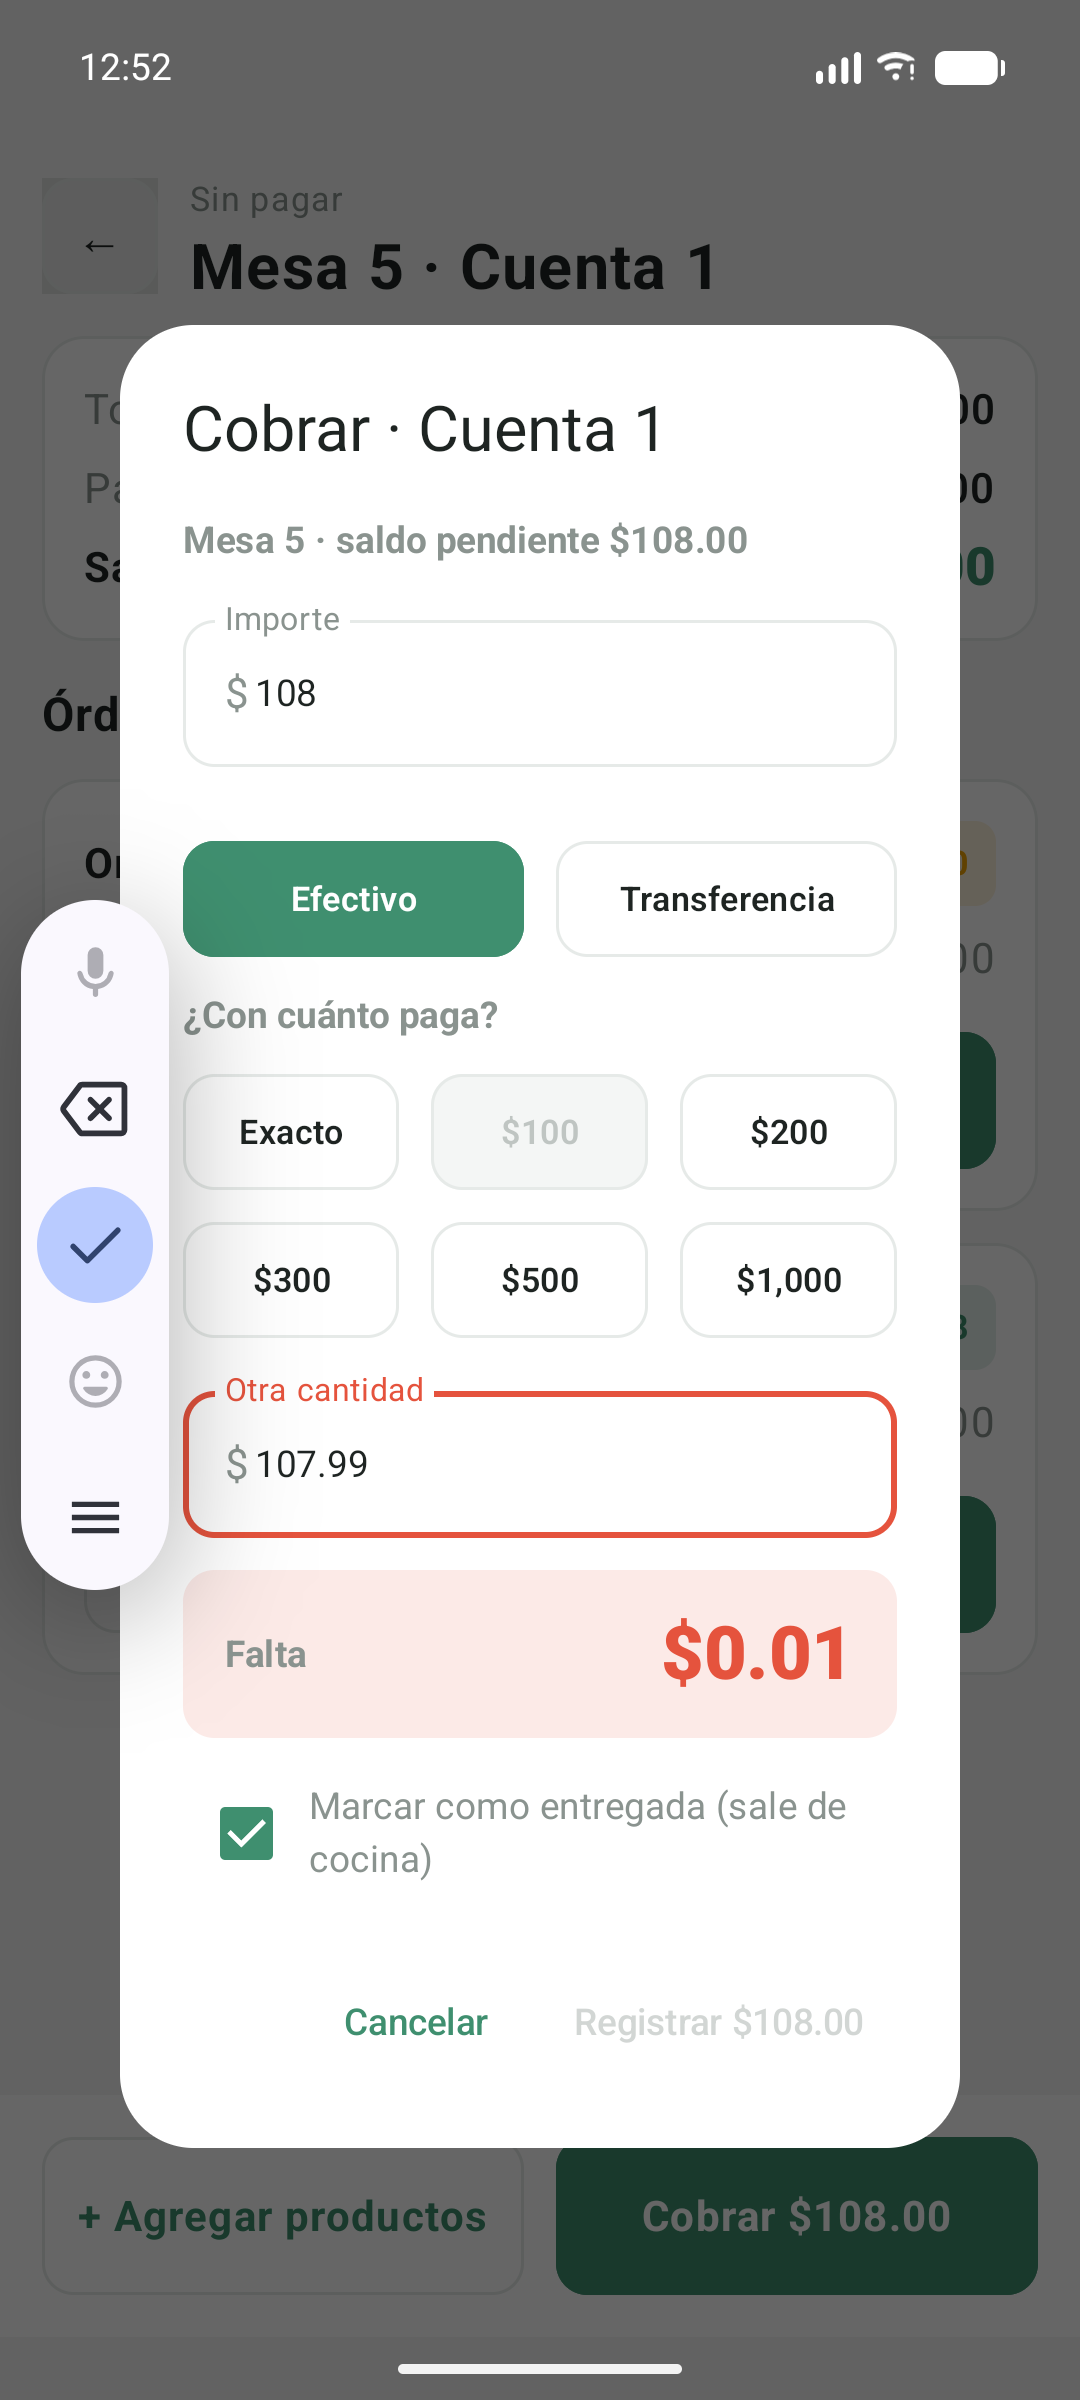 12:52
Sin pagar
←
Mesa 5 · Cuenta 1
Cobrar · Cuenta 1
Mesa 5 · saldo pendiente $108.00
Importe
$ 108
Efectivo
Transferencia
¿Con cuánto paga?
Exacto
$100
$200
$300
$500
$1,000
Otra cantidad
$ 107.99
Falta
$0.01
Marcar como entregada (sale de
cocina)
Cancelar
Registrar $108.00
+ Agregar productos
Cobrar $108.00